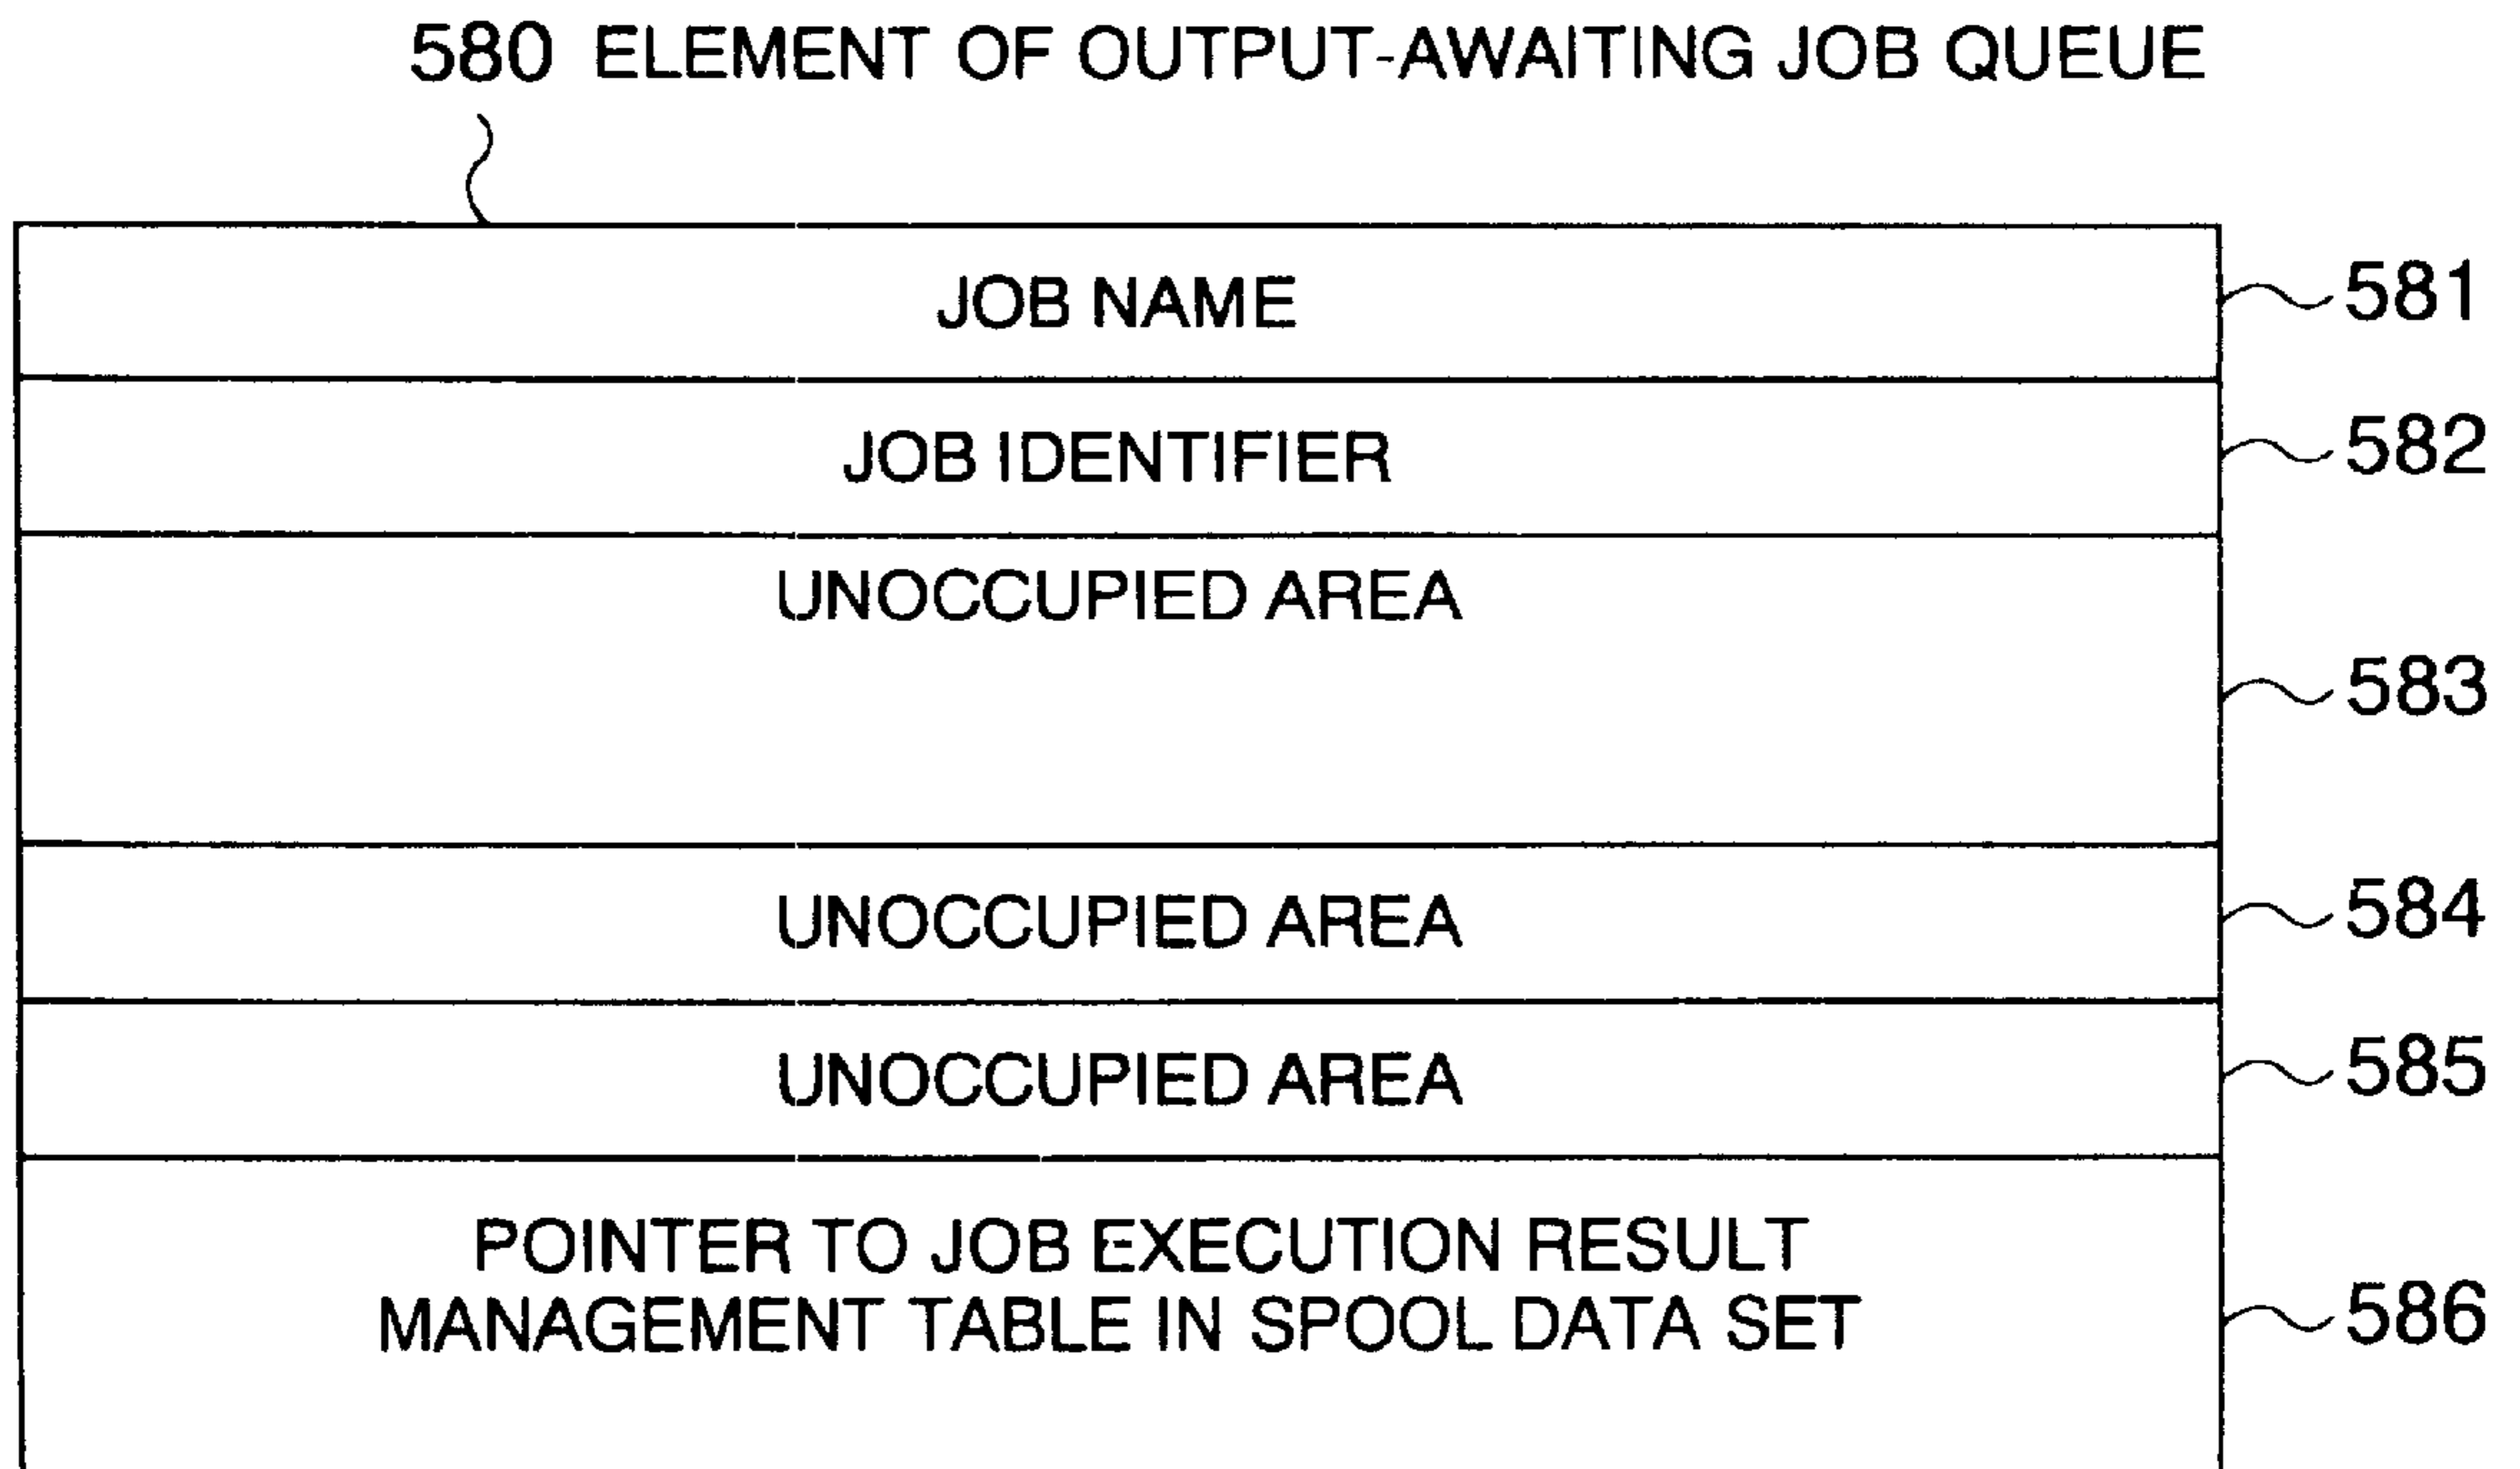 580 ELEMENT OF OUTPUT-AWAITING JOB QUEUE
JOB NAME
581
JOB IDENTIFIER
582
UNOCCUPIED AREA
583
UNOCCUPIED AREA
584
UNOCCUPIED AREA
585
POINTER TO JOB EXECUTION RESULT
MANAGEMENT TABLE IN SPOOL DATA SET
586